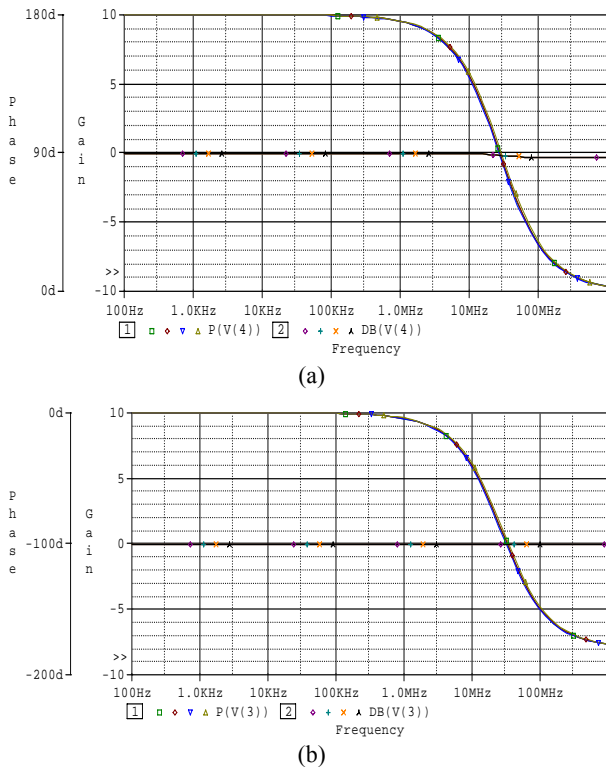 180d
10
5
P
h
a
s
e
G
a
i
n
90d
0
-5
>>
0d
-10
100Hz 1.0KHz 10KHz 100KHz 1.0MHz 10MHz 100MHz
1 P(V(4)) 2 DB(V(4))
Frequency
(a)
0d
10
5
P
h
a
s
e
G
a
i
n
-100d
0
-5
>>
-200d
-10
100Hz 1.0KHz 10KHz 100KHz 1.0MHz 10MHz 100MHz
1 P(V(3)) 2 DB(V(3))
Frequency
(b)